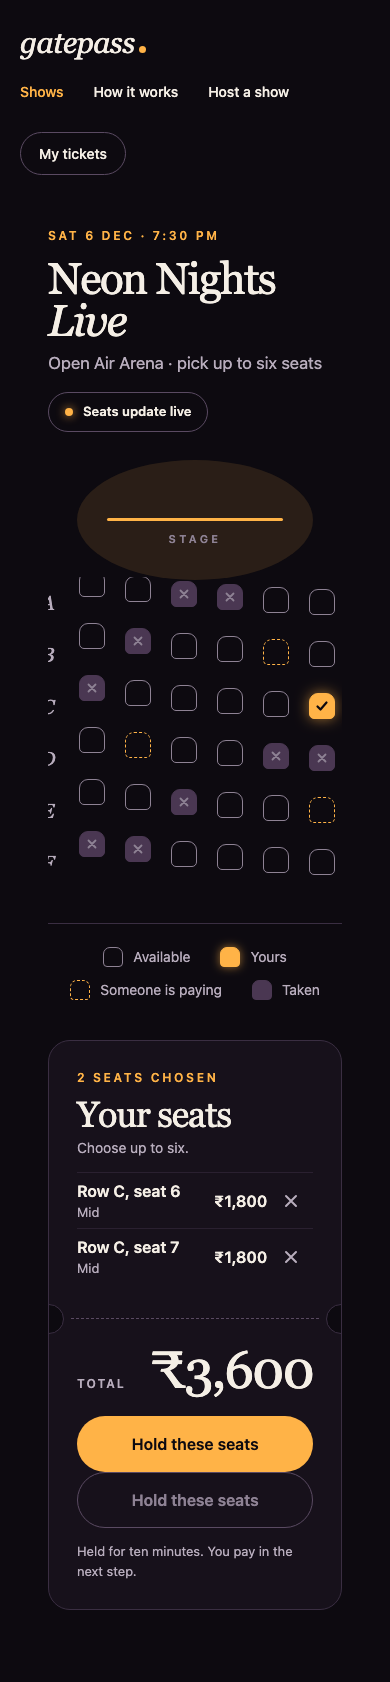 gatepass.
Shows How it works Host a show
My tickets
SAT 6 DEC · 7:30 PM
Neon Nights
Live
Open Air Arena · pick up to six seats
Seats update live
STAGE
A
B
C
D
E
F
Available Yours
Someone is paying Taken
2 SEATS CHOSEN
Your seats
Choose up to six.
Row C, seat 6 ₹1,800
Mid
Row C, seat 7 ₹1,800
Mid
TOTAL ₹3,600
Hold these seats
Hold these seats
Held for ten minutes. You pay in the
next step.